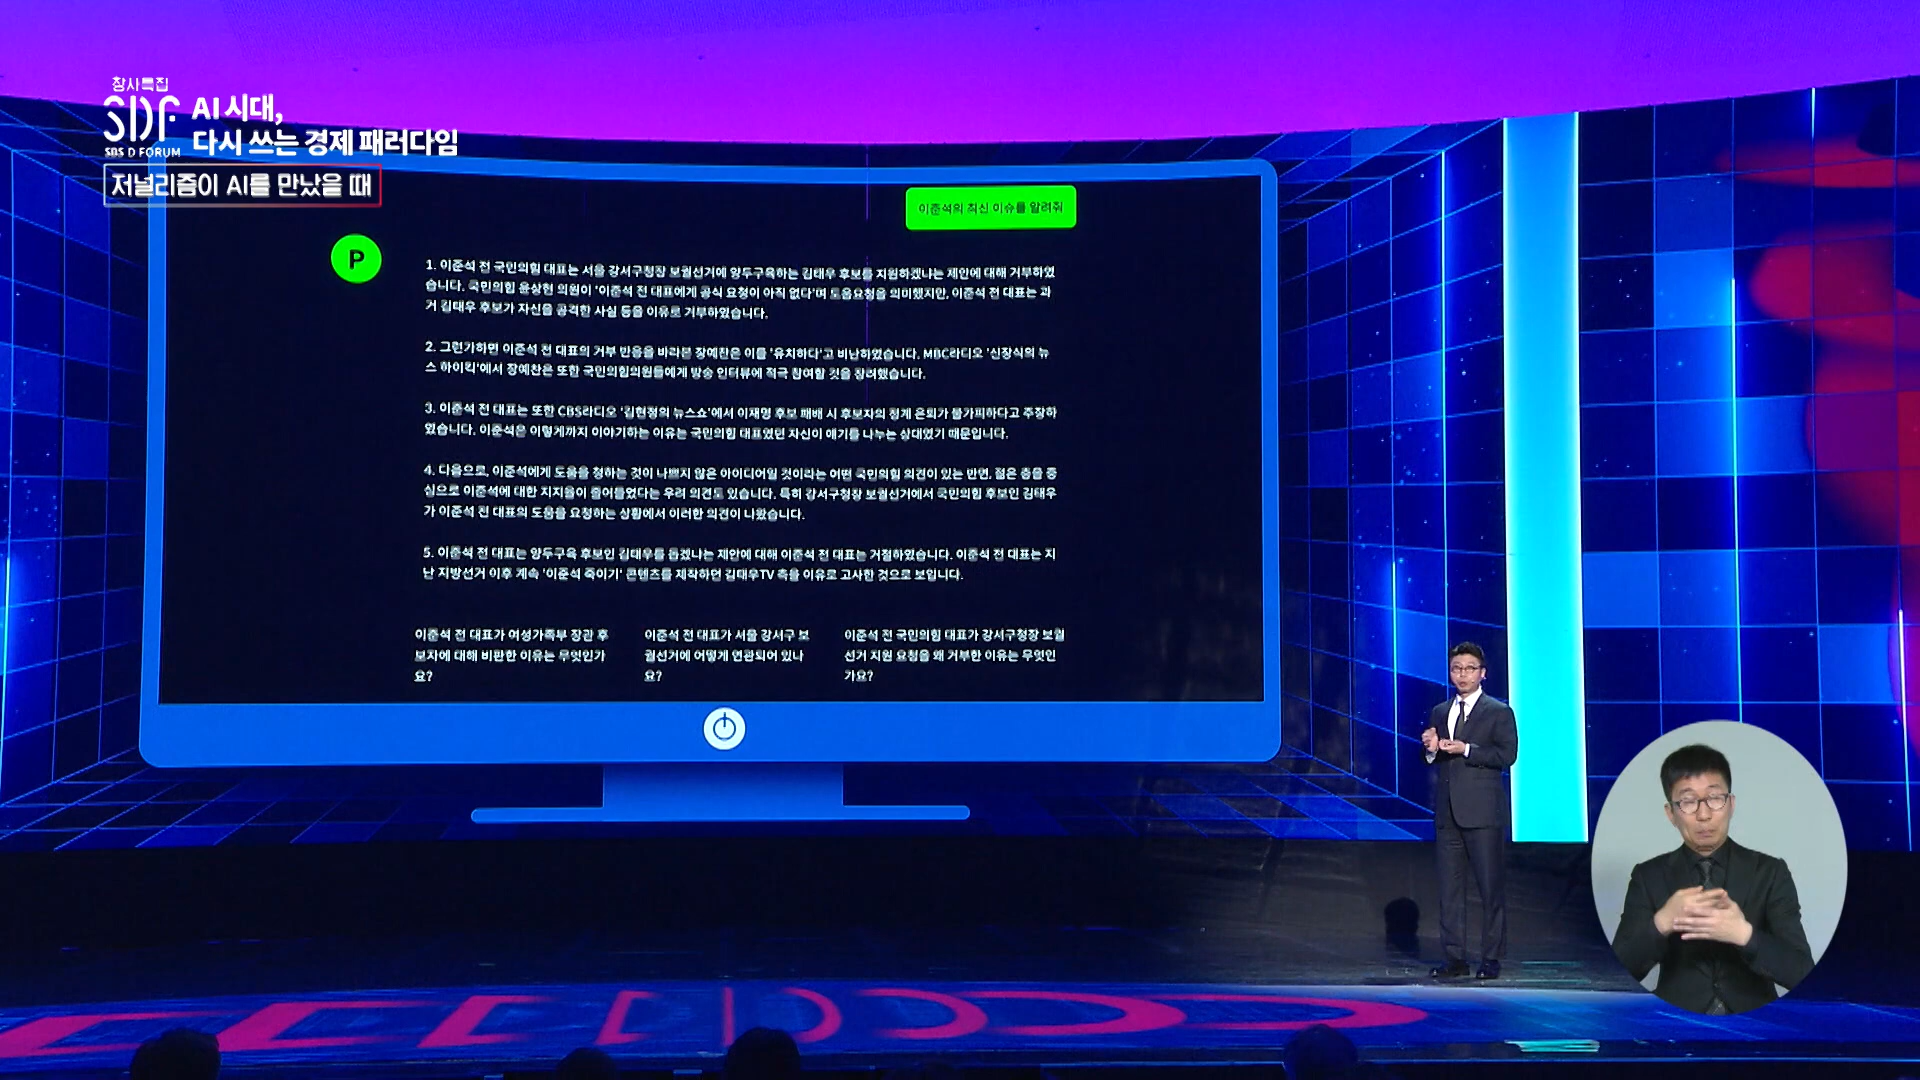 창사특집
SDF
SBS D FORUM
AI 시대,
다시 쓰는 경제 패러다임
저널리즘이 AI를 만났을 때
이준석의 최신 이슈를 알려줘
P
1. 이준석 전 국민의힘 대표는 서울 강서구청장 보궐선거에 양두구육하는 김태우 후보를 지원하겠냐는 제안에 대해 거부하였
습니다. 국민의힘 윤상현 의원이 '이준석 전 대표에게 공식 요청이 아직 없다'며 도움요청을 의미했지만, 이준석 전 대표는 과
거 김태우 후보가 자신을 공격한 사실 등을 이유로 거부하였습니다.
2. 그런가하면 이준석 전 대표의 거부 반응을 바라본 장예찬은 이를 '유치하다'고 비난하였습니다. MBC라디오 '신장식의 뉴
스 하이킥'에서 장예찬은 또한 국민의힘의원들에게 방송 인터뷰에 적극 참여할 것을 장려했습니다.
3. 이준석 전 대표는 또한 CBS라디오 '김현정의 뉴스쇼'에서 이재명 후보 패배 시 후보자의 정계 은퇴가 불가피하다고 주장하
였습니다. 이준석은 이렇게까지 이야기하는 이유는 국민의힘 대표였던 자신이 얘기를 나누는 상대였기 때문입니다.
4. 다음으로, 이준석에게 도움을 청하는 것이 나쁘지 않은 아이디어일 것이라는 어떤 국민의힘 의견이 있는 반면, 젊은 층을 중
심으로 이준석에 대한 지지율이 줄어들었다는 우려 의견도 있습니다. 특히 강서구청장 보궐선거에서 국민의힘 후보인 김태우
가 이준석 전 대표의 도움을 요청하는 상황에서 이러한 의견이 나왔습니다.
5. 이준석 전 대표는 양두구육 후보인 김태우를 돕겠냐는 제안에 대해 이준석 전 대표는 거절하였습니다. 이준석 전 대표는 지
난 지방선거 이후 계속 '이준석 죽이기' 콘텐츠를 제작하던 김태우TV 측을 이유로 고사한 것으로 보입니다.
이준석 전 대표가 여성가족부 장관 후
보자에 대해 비판한 이유는 무엇인가
요?
이준석 전 대표가 서울 강서구 보
궐선거에 어떻게 연관되어 있나
요?
이준석 전 국민의힘 대표가 강서구청장 보궐
선거 지원 요청을 왜 거부한 이유는 무엇인
가요?